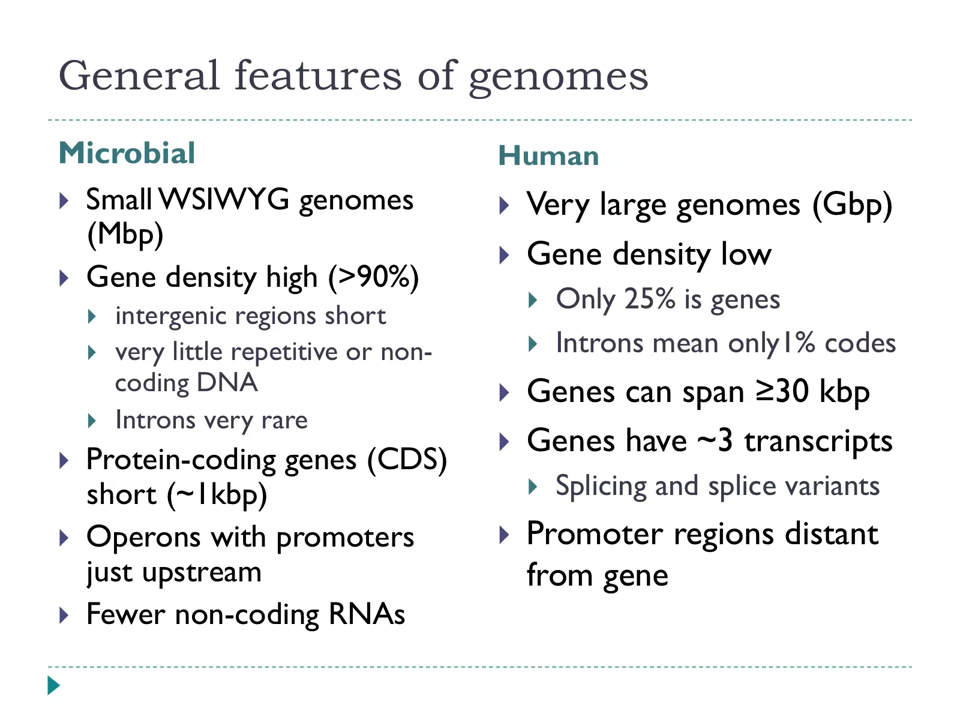 General features of genomes
Microbial
Small WSIWYG genomes
(Mbp)
Gene density high (>90%)
intergenic regions short
very little repetitive or non-
coding DNA
Introns very rare
Protein-coding genes (CDS)
short (~1kbp)
Operons with promoters
just upstream
Fewer non-coding RNAs
Human
Very large genomes (Gbp)
Gene density low
Only 25% is genes
Introns mean only1% codes
Genes can span ≥30 kbp
Genes have ~3 transcripts
Splicing and splice variants
Promoter regions distant
from gene